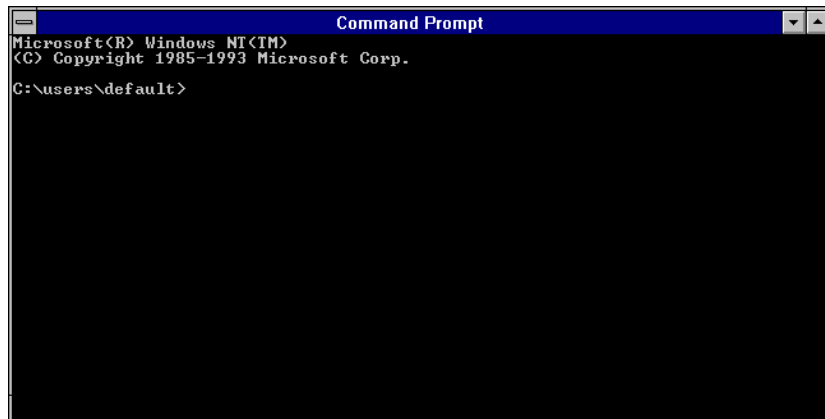 Command Prompt
Microsoft(R) Windows NT(TM)
(C) Copyright 1985-1993 Microsoft Corp.
C:\users\default>